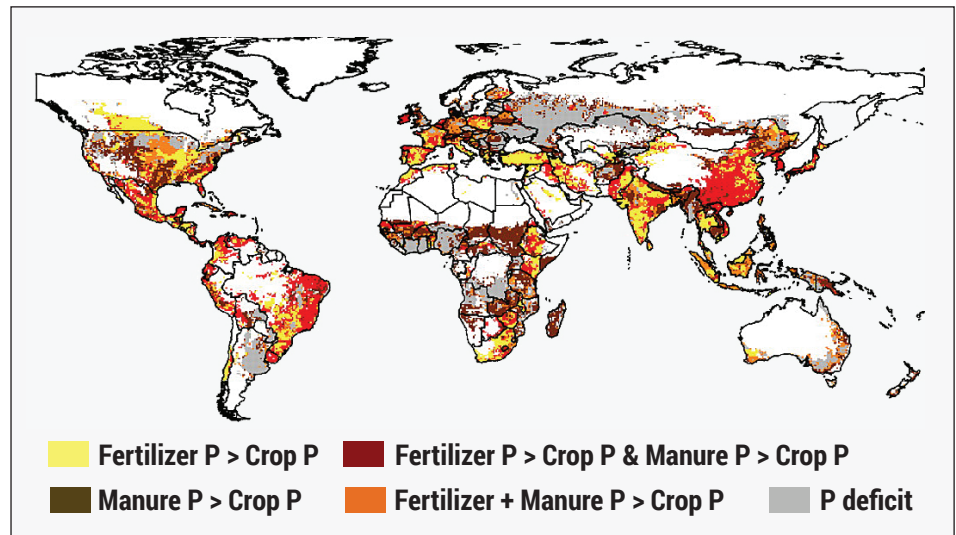 Fertilizer P > Crop P
Fertilizer P > Crop P & Manure P > Crop P
Manure P > Crop P
Fertilizer + Manure P > Crop P
P deficit